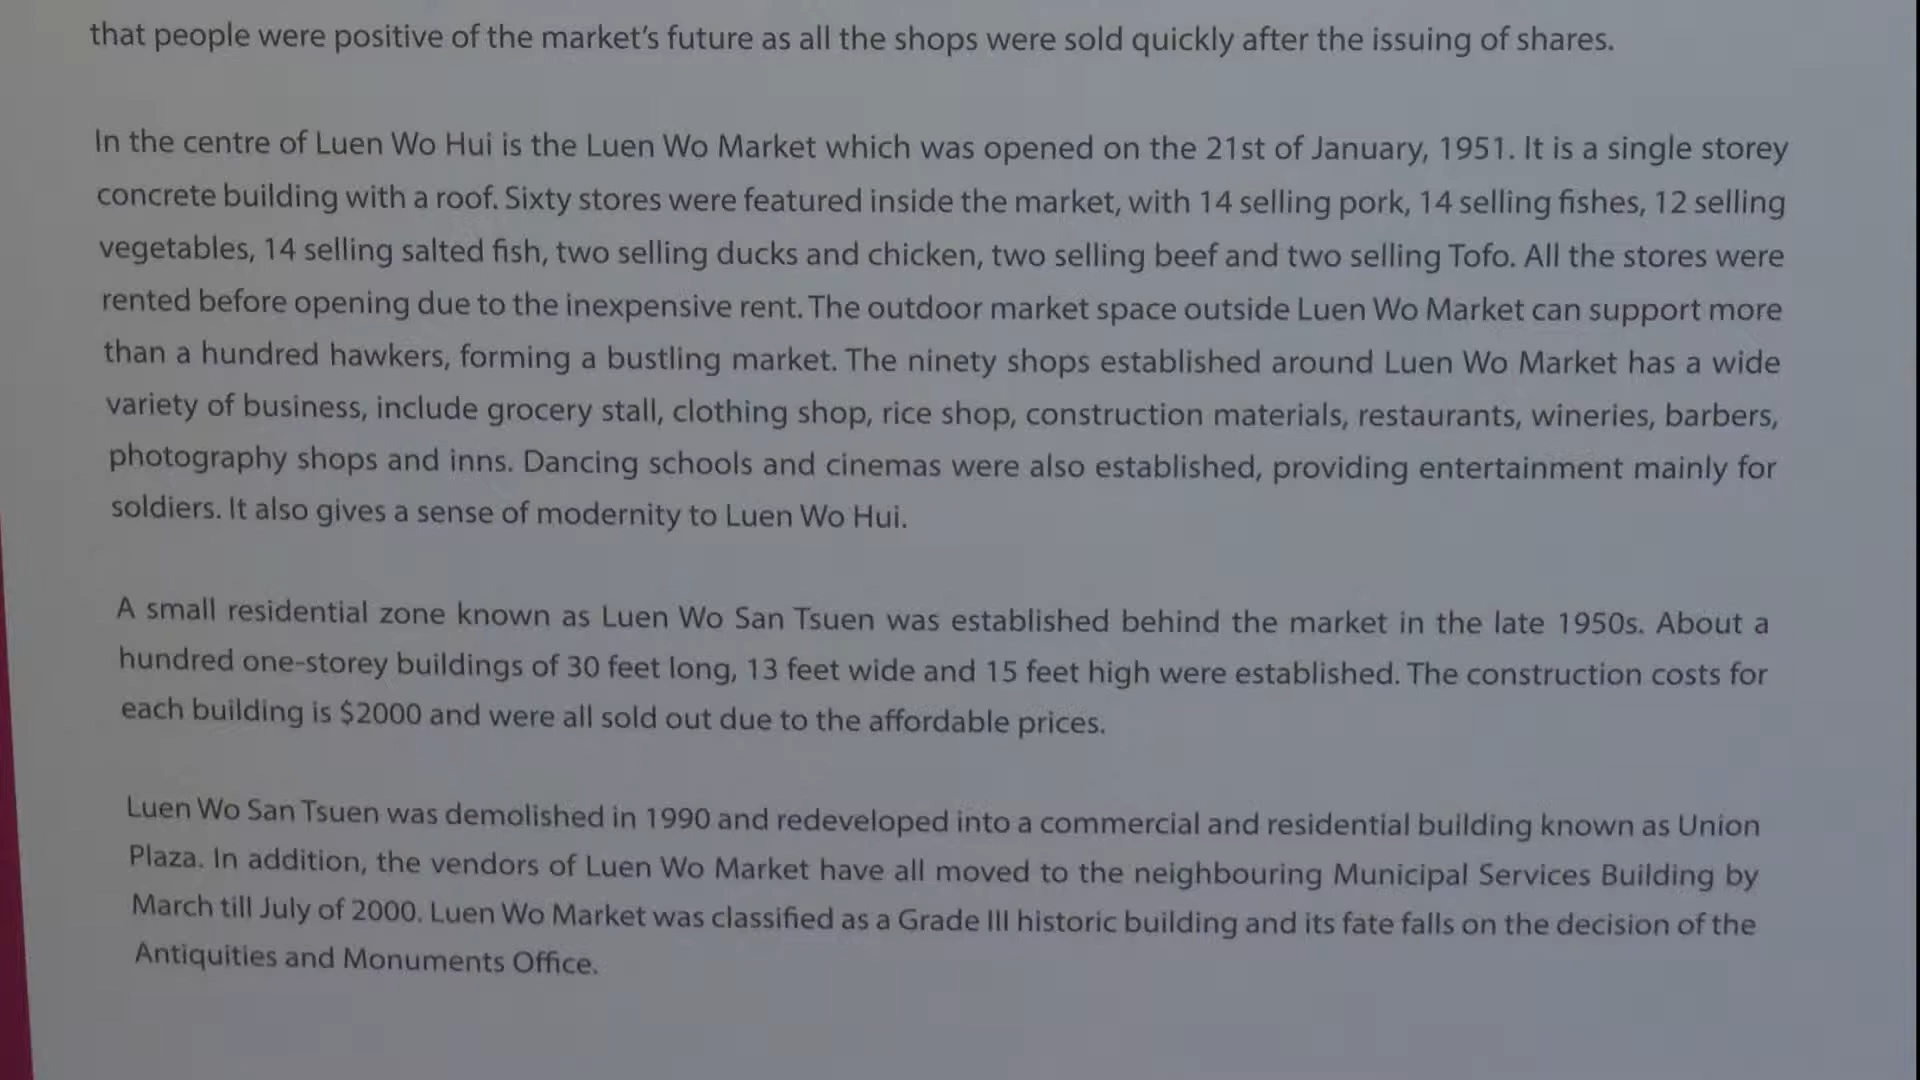 that people were positive of the market's future as all the shops were sold quickly after the issuing of shares.
In the centre of Luen Wo Hui is the Luen Wo Market which was opened on the 21st of January, 1951. It is a single storey
concrete building with a roof. Sixty stores were featured inside the market, with 14 selling pork, 14 selling fishes, 12 selling
vegetables, 14 selling salted fish, two selling ducks and chicken, two selling beef and two selling Tofo. All the stores were
rented before opening due to the inexpensive rent. The outdoor market space outside Luen Wo Market can support more
than a hundred hawkers, forming a bustling market. The ninety shops established around Luen Wo Market has a wide
variety of business, include grocery stall, clothing shop, rice shop, construction materials, restaurants, wineries, barbers,
photography shops and inns. Dancing schools and cinemas were also established, providing entertainment mainly for
soldiers. It also gives a sense of modernity to Luen Wo Hui.
A small residential zone known as Luen Wo San Tsuen was established behind the market in the late 1950s. About a
hundred one-storey buildings of 30 feet long, 13 feet wide and 15 feet high were established. The construction costs for
each building is $2000 and were all sold out due to the affordable prices.
Luen Wo San Tsuen was demolished in 1990 and redeveloped into a commercial and residential building known as Union
Plaza. In addition, the vendors of Luen Wo Market have all moved to the neighbouring Municipal Services Building by
March till July of 2000. Luen Wo Market was classified as a Grade III historic building and its fate falls on the decision of the
Antiquities and Monuments Office.